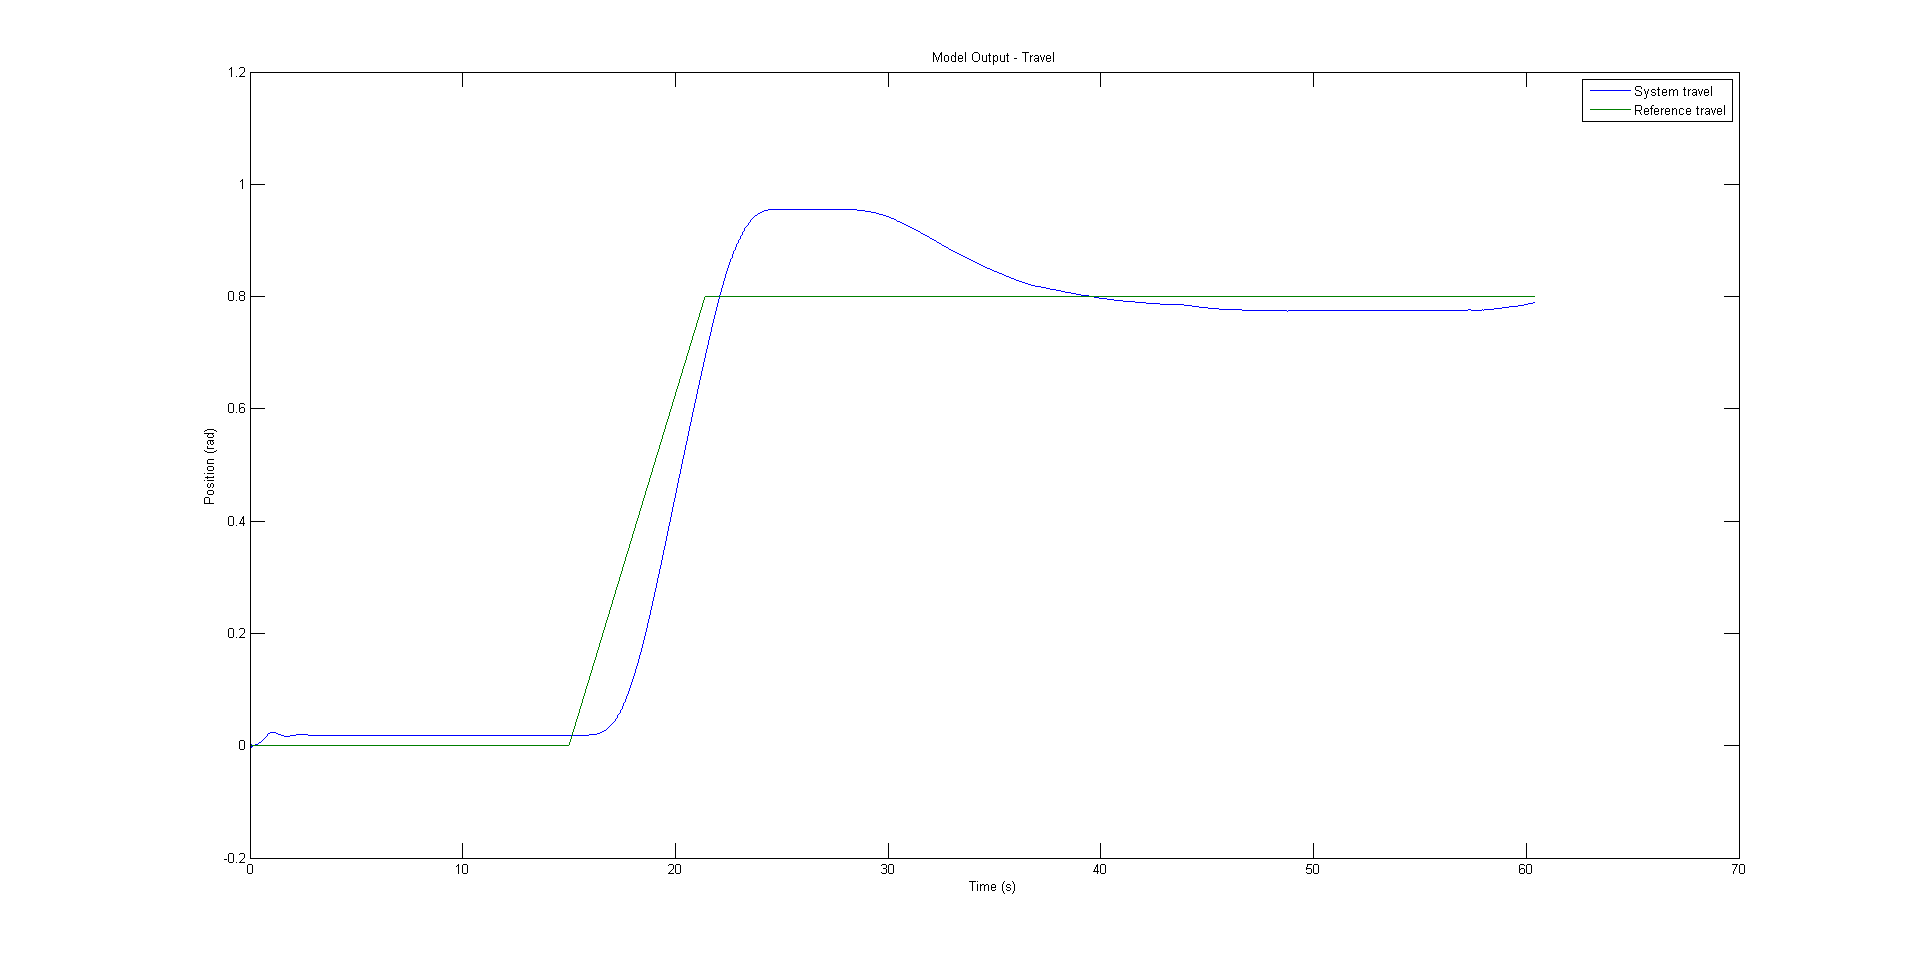 Model Output - Travel
System travel
Reference travel
1.2
1
0.8
0.6
0.4
0.2
0
-0.2
Position (rad)
0 10 20 30 40 50 60 70
Time (s)